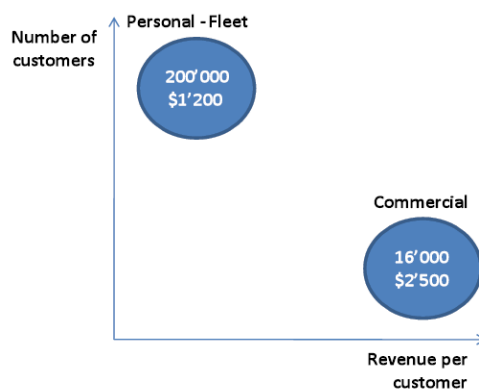 Personal - Fleet
Number of
customers
200’000
$1’200
Commercial
16’000
$2’500
Revenue per
customer